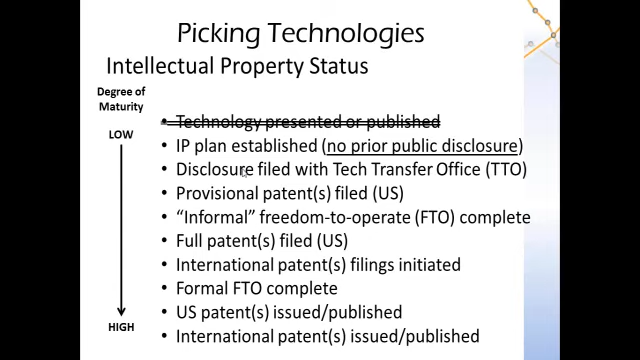 Picking Technologies
Intellectual Property Status
Degree of
Maturity
LOW
• Technology presented or published
• IP plan established (no prior public disclosure)
• Disclosure filed with Tech Transfer Office (TTO)
• Provisional patent(s) filed (US)
• “Informal” freedom-to-operate (FTO) complete
• Full patent(s) filed (US)
• International patent(s) filings initiated
• Formal FTO complete
• US patent(s) issued/published
HIGH
• International patent(s) issued/published